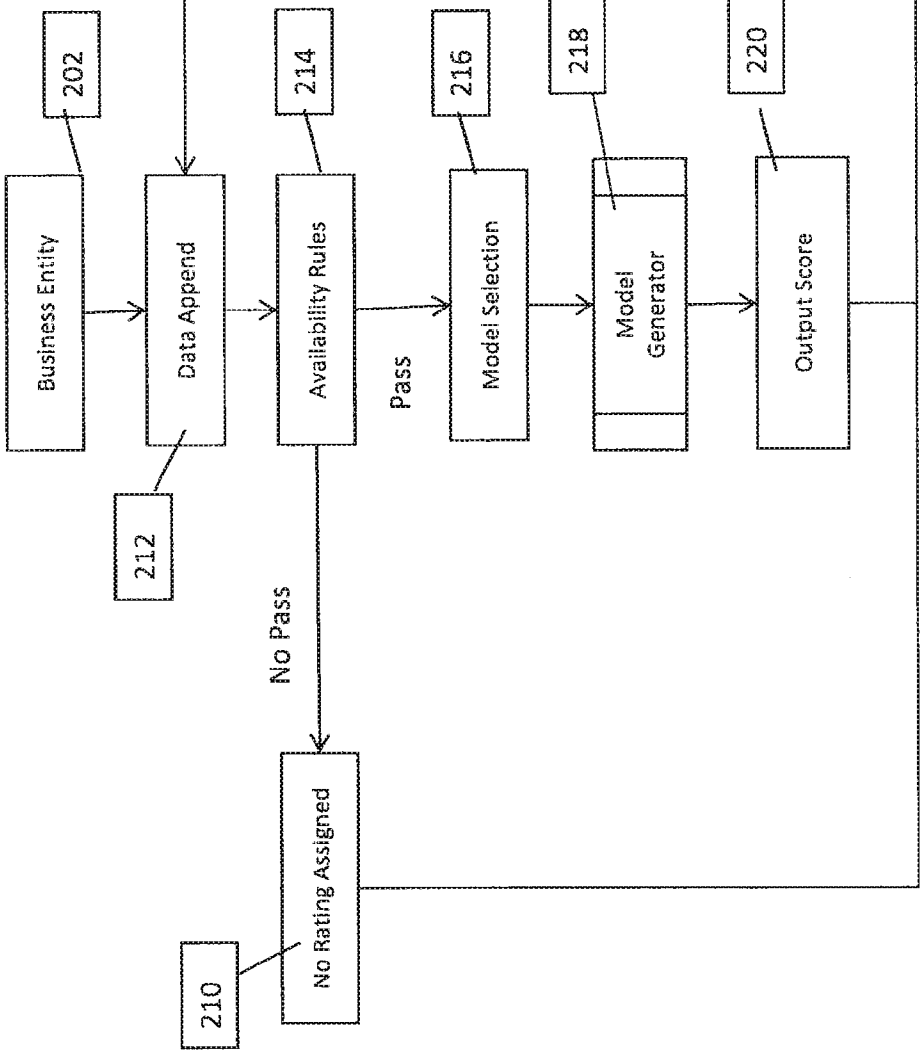 202
Business Entity
212
Data Append
214
Availability Rules
No Pass
Pass
210
No Rating Assigned
216
Model Selection
218
Model
Generator
220
Output Score